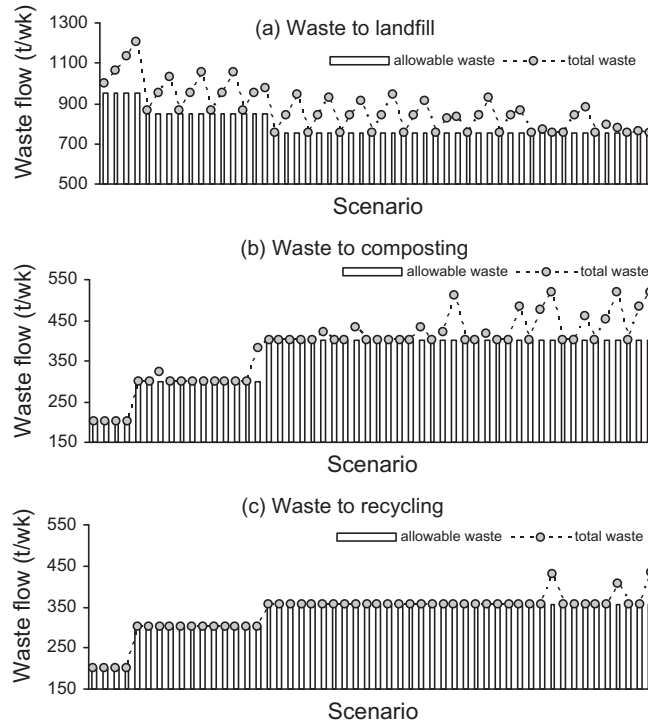 (a) Waste to landfill
allowable waste total waste
Waste flow (t/wk)
1300
1100
900
700
500
Scenario
(b) Waste to composting
allowable waste total waste
Waste flow (t/wk)
550
450
350
250
150
Scenario
(c) Waste to recycling
allowable waste total waste
Waste flow (t/wk)
550
450
350
250
150
Scenario